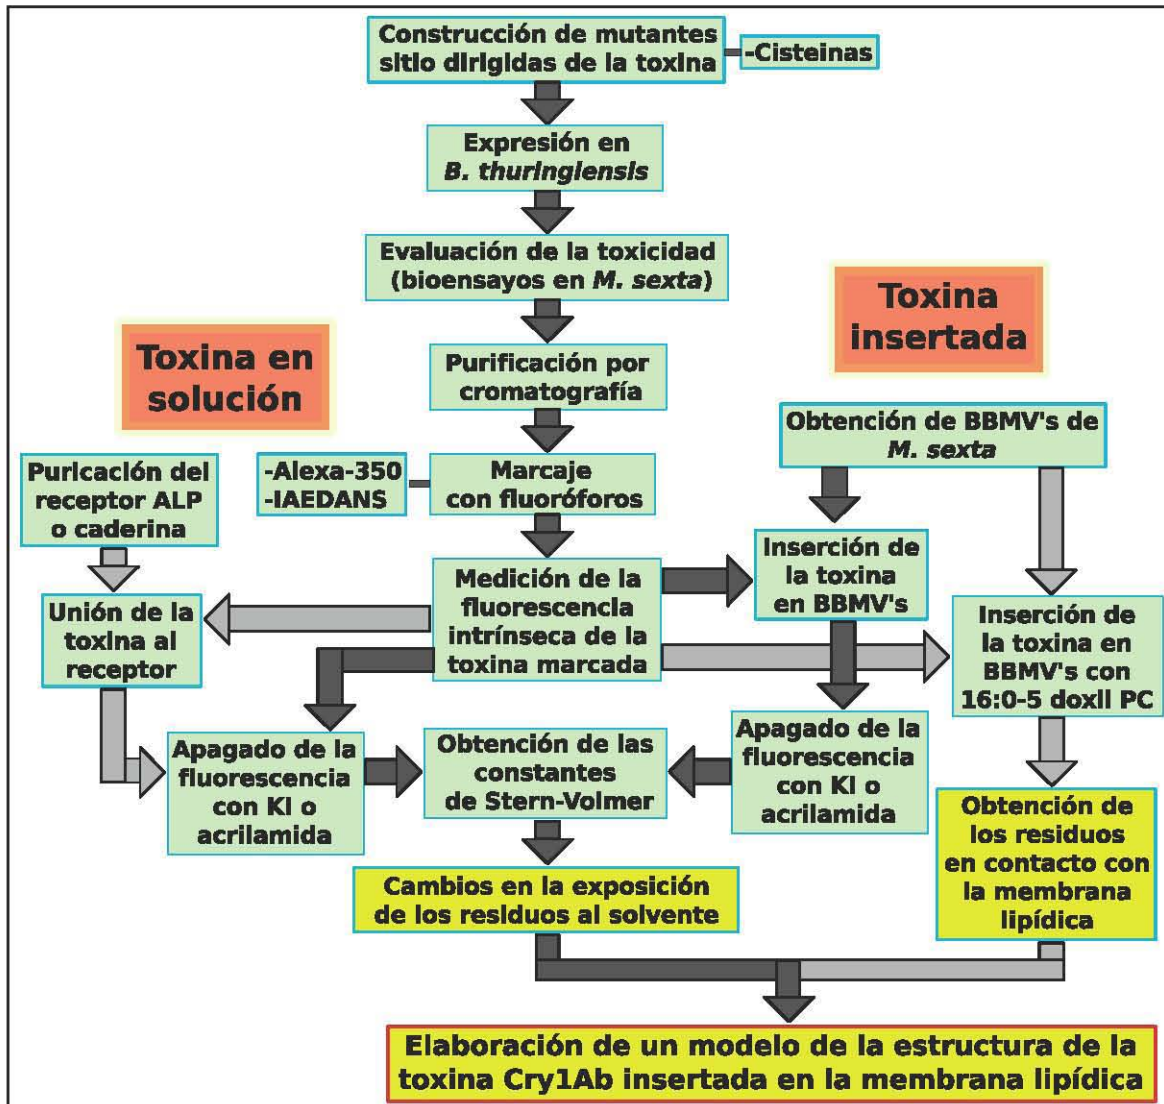 Construcción de mutantes
sitio dirigidas de la toxina
-Cisteinas
Expresión en
B. thuringiensis
Evaluación de la toxicidad
(bioensayos en M. sexta)
Toxina en
solución
Toxina
insertada
Purificación por
cromatografía
Obtención de BBMV's de
M. sexta
Puricación del
receptor ALP
o caderina
-Alexa-350
-IAEDANS
Marcaje
con fluoróforos
Unión de la
toxina al
receptor
Medición de la
fluorescencia
intrínseca de la
toxina marcada
Inserción de
la toxina
en BBMV's
Inserción de
la toxina en
BBMV's con
16:0-5 doxil PC
Apagado de la
fluorescencia
con KI o
acrilamida
Obtención de las
constantes
de Stern-Volmer
Apagado de la
fluorescencia
con KI o
acrilamida
Obtención de
los residuos
en contacto con
la membrana
lipídica
Cambios en la exposición
de los residuos al solvente
Elaboración de un modelo de la estructura de la
toxina Cry1Ab insertada en la membrana lipídica